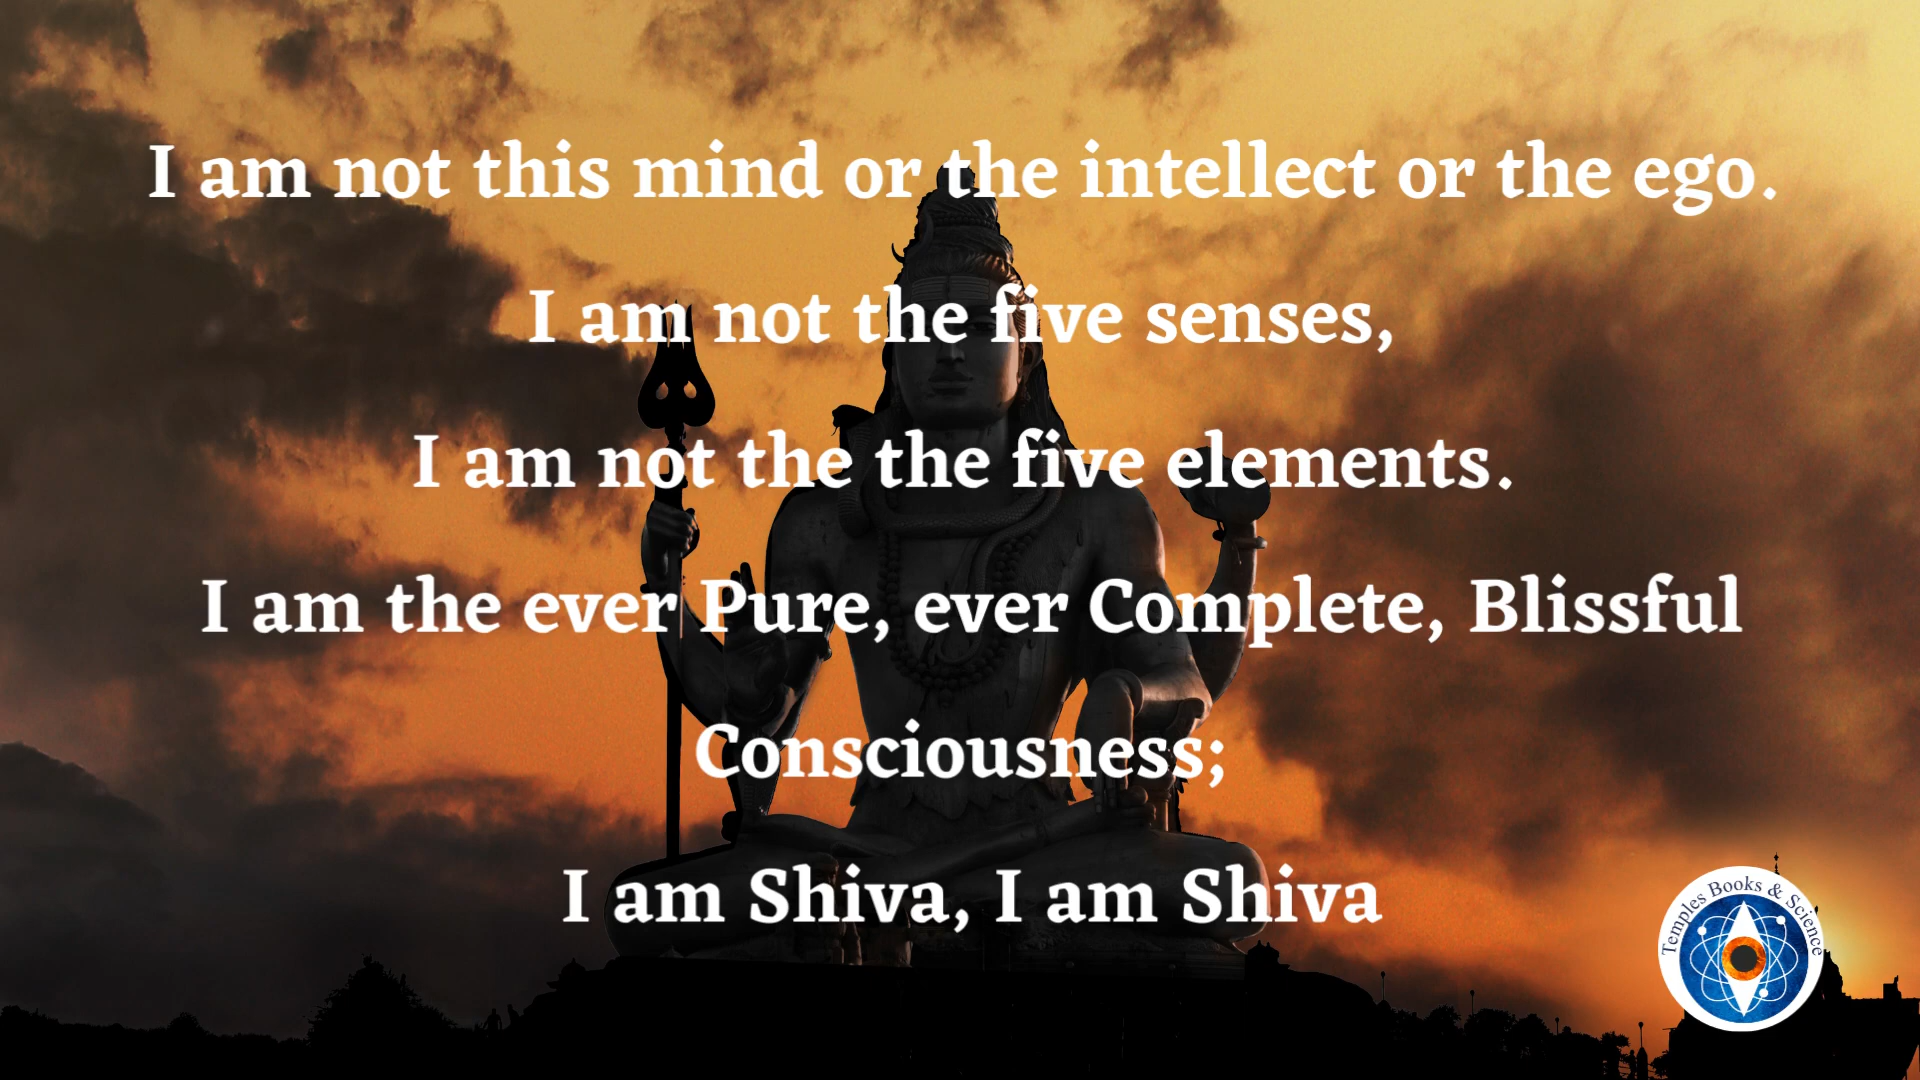 I am not this mind or the intellect or the ego.
I am not the five senses,
I am not the the five elements.
I am the ever Pure, ever Complete, Blissful
Consciousness;
I am Shiva, I am Shiva
Temples Books & Science